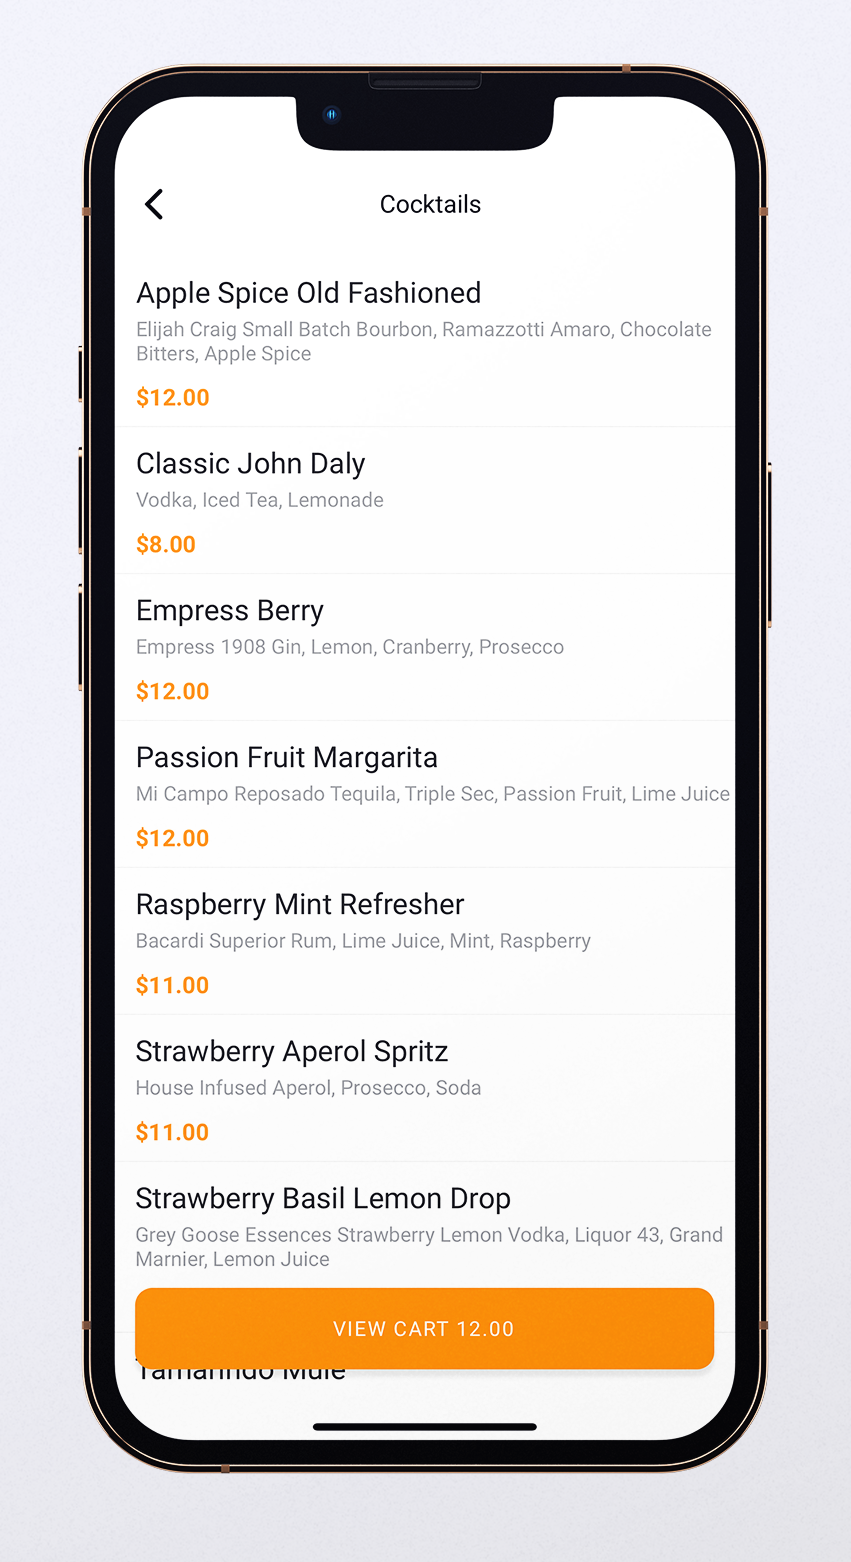 Cocktails
Apple Spice Old Fashioned
Elijah Craig Small Batch Bourbon, Ramazzotti Amaro, Chocolate
Bitters, Apple Spice
$12.00
Classic John Daly
Vodka, Iced Tea, Lemonade
$8.00
Empress Berry
Empress 1908 Gin, Lemon, Cranberry, Prosecco
$12.00
Passion Fruit Margarita
Mi Campo Reposado Tequila, Triple Sec, Passion Fruit, Lime Juice
$12.00
Raspberry Mint Refresher
Bacardi Superior Rum, Lime Juice, Mint, Raspberry
$11.00
Strawberry Aperol Spritz
House Infused Aperol, Prosecco, Soda
$11.00
Strawberry Basil Lemon Drop
Grey Goose Essences Strawberry Lemon Vodka, Liquor 43, Grand
Marnier, Lemon Juice
VIEW CART 12.00
Tamarindo Mule